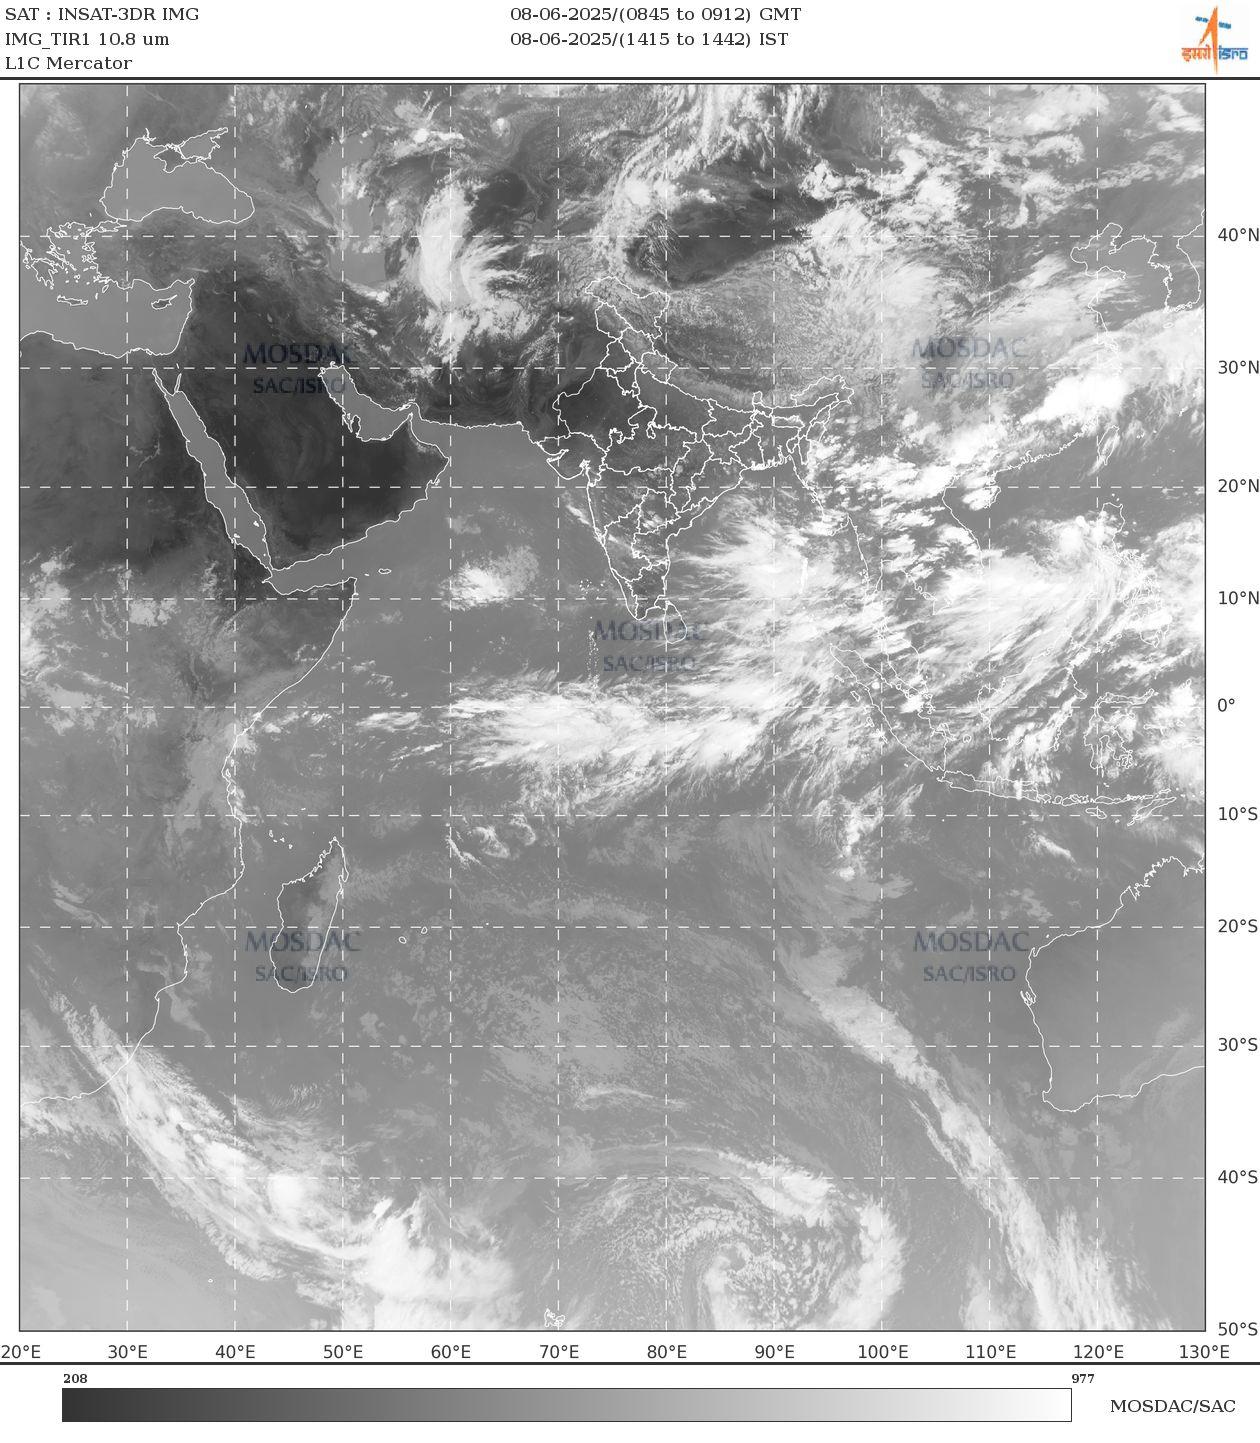 SAT : INSAT-3DR IMG
08-06-2025/(0845 to 0912) GMT
IMG_TIR1 10.8 um
08-06-2025/(1415 to 1442) IST
L1C Mercator
इसरो isro
40°N
MOSDAC
SAC/ISRO
MOSDAC
SAC/ISRO
30°N
20°N
10°N
MOSDAC
SAC/ISRO
0°
10°S
20°S
MOSDAC
SAC/ISRO
MOSDAC
SAC/ISRO
30°S
40°S
50°S
20°E 30°E 40°E 50°E 60°E 70°E 80°E 90°E 100°E 110°E 120°E 130°E
208
977
MOSDAC/SAC